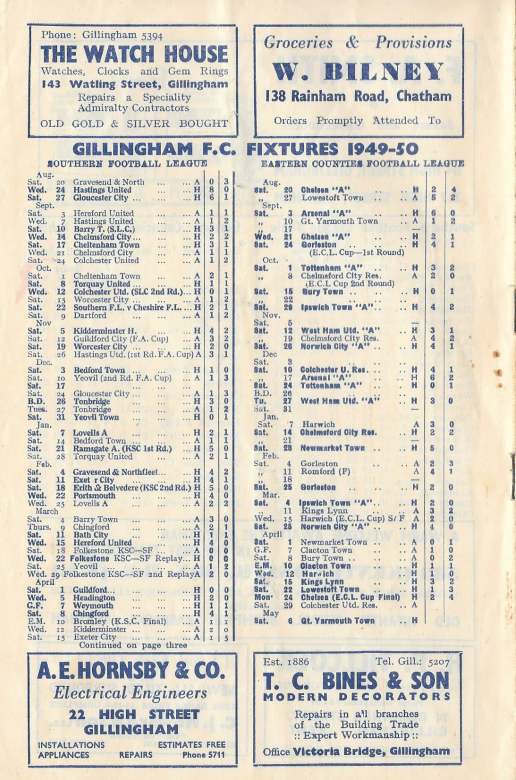 Phone: Gillingham 5394
THE WATCH HOUSE
Watches, Clocks and Gem Rings
143 Watling Street, Gillingham
Repairs a Speciality
Admiralty Contractors
OLD GOLD & SILVER BOUGHT
Groceries & Provisions
W. BILNEY
138 Rainham Road, Chatham
Orders Promptly Attended To
GILLINGHAM F.C. FIXTURES 1949-50
SOUTHERN FOOTBALL LEAGUE
Aug.
Sat. 20 Gravesend & North ... A 0 3
Wed. 24 Hastings United ... H 8 0
Sat. 27 Gloucester City ... H 6 1
Sept.
Sat. 3 Hereford United ... A 1 1
Wed. 7 Hastings United ... A 1 2
Sat. 10 Barry T. (S.L.C.) ... H 3 1
Wed. 14 Chelmsford City ... H 2 2
Sat. 17 Cheltenham Town ... H 3 1
Wed. 21 Chelmsford City ... A 1 1
Sat. 24 Colchester United ... A 1 2
Oct.
Sat. 1 Cheltenham Town ... A 2 1
Sat. 8 Torquay United ... H 1 1
Wed. 12 Colchester Utd. (SLC 2nd Rd.) H 0 1
Sat. 15 Worcester City ... A 1 2
Sat. 22 Southern F.L. v Cheshire F.L. .. H 2 1
Sat. 9 Dartford ... A 1 2
Nov
Sat. 5 Kidderminster H. ... H 4 2
Sat. 12 Guildford City (F.A. Cup) ... A 3 2
Sat. 19 Worcester City ... H 2 0
Sat. 26 Hastings Utd. (1st Rd. F.A. Cup) A 3 1
Dec.
Sat. 3 Bedford Town ... H 1 0
Sat. 10 Yeovil (2nd Rd. F.A. Cup) ... A 1 3
Sat. 17
Sat. 24 Gloucester City ... A 1 3
B.D. 26 Tonbridge ... H 3 0
Tues. 27 Tonbridge ... A 1 2
Sat. 31 Yeovil Town ... H 0 1
Jan.
Sat. 7 Lovells A ... H 2 1
Sat. 14 Bedford Town ... A 1 1
Sat. 21 Ramsgate A. (KSC 1st Rd.) ... H 5 0
Sat. 28 Torquay United ... A 2 1
Feb.
Sat. 4 Gravesend & Northfleet ... H 4 2
Sat. 11 Exeter City ... H 4 1
Sat. 18 Erith & Belvedere (KSC 2nd Rd.) H 5 0
Wed. 22 Portsmouth ... H 4 0
Wed. 25 Lovells A ... A 2 2
March
Sat. 4 Barry Town ... A 3 0
Thurs. 9 Chingford ... A 2 1
Sat. 11 Bath City ... H 1 1
Wed. 15 Hereford United ... H 4 0
Sat. 18 Folkestone KSC—SF ... A 0 0
Wed. 22 Folkestone KSC—SF Replay ... H 0 0
Sat. 25 Yeovil ... A 1 2
Wed. 29 Folkestone KSC—SF 2nd Replay A 2 0
April
Sat. 1 Guildford ... H 0 0
Wed. 5 Headington ... H 2 0
G.F. 7 Weymouth ... H 1 1
Sat. 8 Chingford ... H 4 1
E.M. 10 Bromley (K.S.C. Final) ... A 1 1
Wed. 12 Kidderminster ... A 2 0
Sat. 15 Exeter City ... A 1 5
Continued on page three
EASTERN COUNTIES FOOTBALL LEAGUE
Aug.
Sat. 20 Chelsea "A" .. H 2 4
,, 27 Lowestoft Town .. A 5 2
Sept.
Sat. 3 Arsenal "A" .. H 6 0
,, 10 Gt. Yarmouth Town .. A 1 2
,, 17 —
Wed. 21 Chelsea "A" .. H 2 1
Sat. 24 Gorleston .. H 4 1
(E.C.L. Cup—1st Round)
Oct.
Sat. 1 Tottenham "A" .. H 3 2
,, 8 Chelmsford City Res. .. A 2 0
(E.C.L Cup 2nd Round)
Sat. 15 Bury Town .. H 0 1
,, 22 —
Sat. 29 Ipswich Town "A" .. H 4 2
Nov.
Sat. 5
Sat. 12 West Ham Utd. "A" .. H 3 1
,, 19 Chelmsford City Res. .. A 4 2
Sat. 26 Norwich City "A" .. H 4 1
Dec
Sat. 3
Sat. 10 Colchester U. Res. .. H 4 1
,, 17 Arsenal "A" .. H 6 2
Sat. 24 Tottenham "A" .. H 0 1
B.D. 26
Tu. 27 West Ham Utd. "A" .. H 3 0
Sat. 31 —
Jan.
Sat. 7 Harwich .. A 3 0
Sat. 14 Chelmsford City Res. H 2 2
,, 21 —
Sat. 28 Newmarket Town .. H 5 0
Feb.
Sat. 4 Gorleston .. A 2 3
,, 11 Romford (F) .. A 4 1
,, 18 —
Sat. 25 Gorleston .. H 2 0
Mar.
Sat. 4 Ipswich Town "A" .. H 2 0
,, 11 Kings Lynn .. A 3 2
Wed. 15 Harwich (E.C.L. Cup) S/F A 2 0
Sat. 25 Norwich City "A" .. H 4 0
April
Sat. 1 Newmarket Town .. A 0 1
G.F. 7 Clacton Town .. A 1 0
Sat. 8 Bury Town .. A 0 2
E.M. 10 Clacton Town .. H 1 1
Wed. 12 Harwich .. H 1 0
Sat. 15 Kings Lynn .. H 3 2
Sat. 22 Lowestoft Town .. H 1 3
Mon. 24 Chelsea (E.C.L Cup Final) H 2 4
Sat. 29 Colchester Utd. Res. .. A
May
Sat. 6 Gt. Yarmouth Town H
A. E. HORNSBY & CO.
Electrical Engineers
22 HIGH STREET
GILLINGHAM
INSTALLATIONS ESTIMATES FREE
APPLIANCES REPAIRS Phone 5711
Est. 1886 Tel. Gill.: 5207
T. C. BINES & SON
MODERN DECORATORS
Repairs in all branches
of the Building Trade
:: Expert Workmanship ::
Office Victoria Bridge, Gillingham